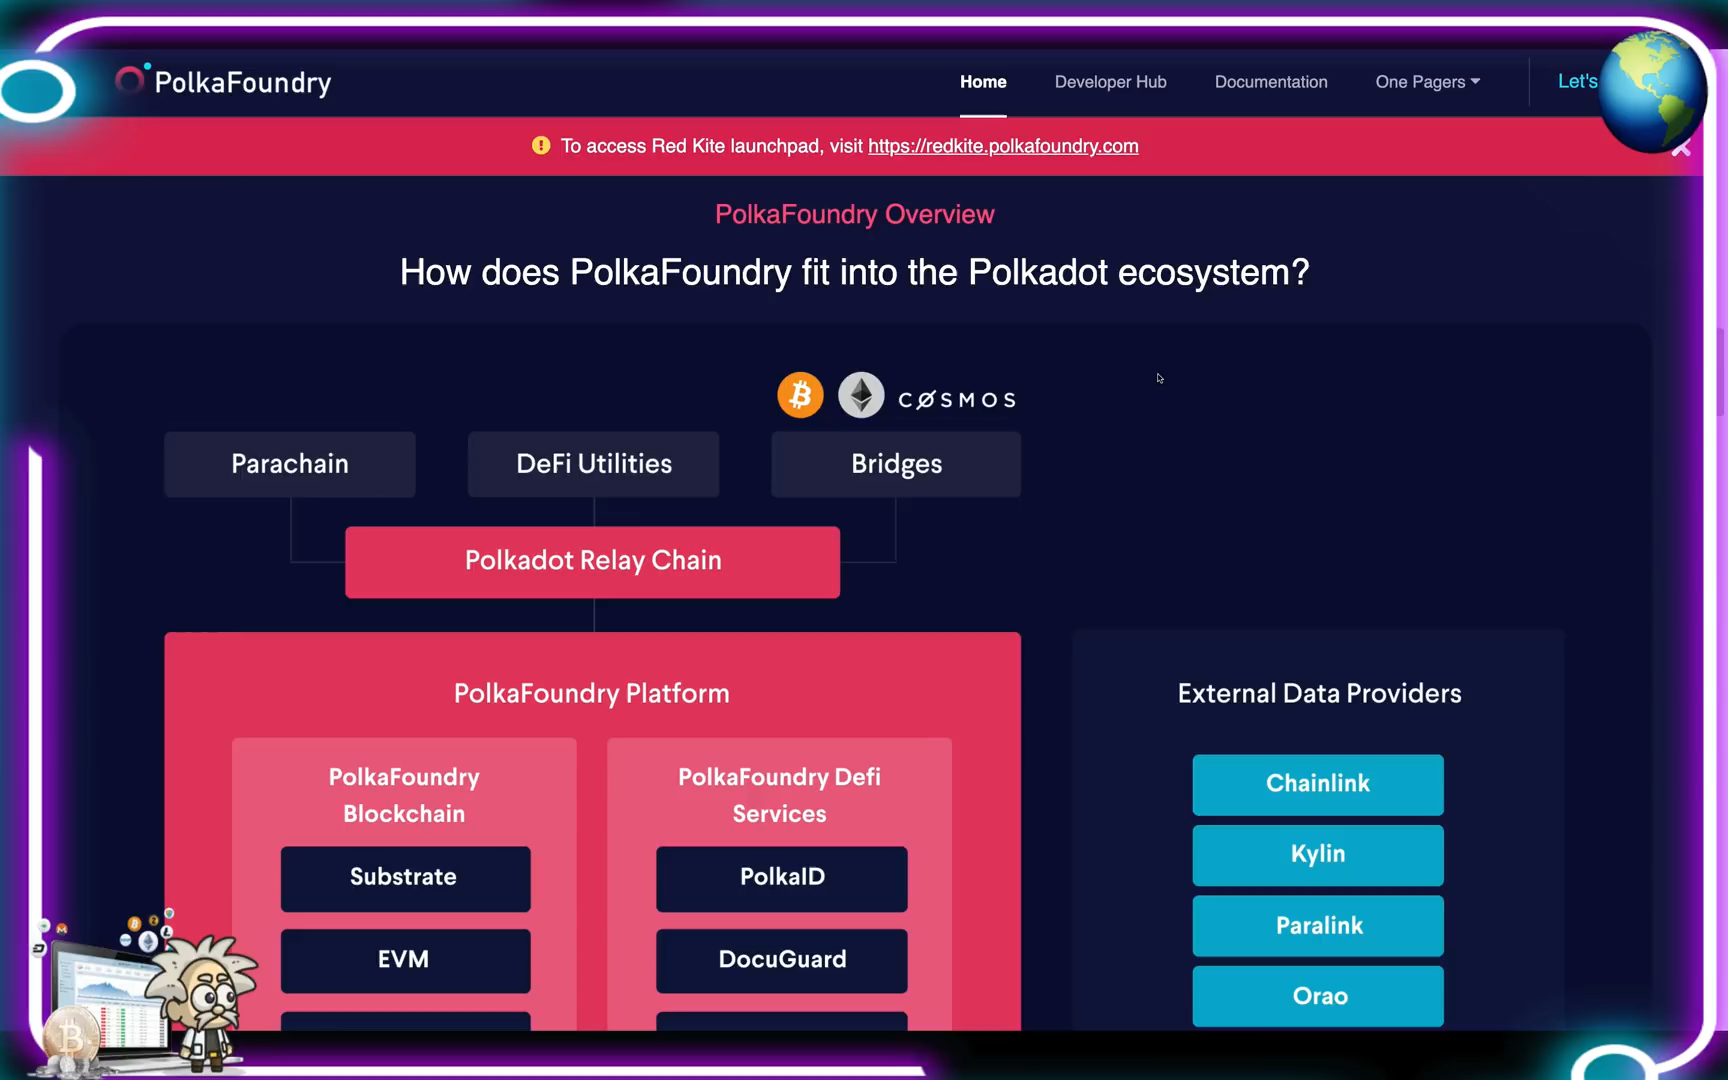 PolkaFoundry
Home
Developer Hub
Documentation
One Pagers
Let's
To access Red Kite launchpad, visit https://redkite.polkafoundry.com
PolkaFoundry Overview
How does PolkaFoundry fit into the Polkadot ecosystem?
COSMOS
Parachain
DeFi Utilities
Bridges
Polkadot Relay Chain
PolkaFoundry Platform
External Data Providers
PolkaFoundry
Blockchain
PolkaFoundry Defi
Services
Chainlink
Kylin
Substrate
PolkaID
Paralink
EVM
DocuGuard
Orao